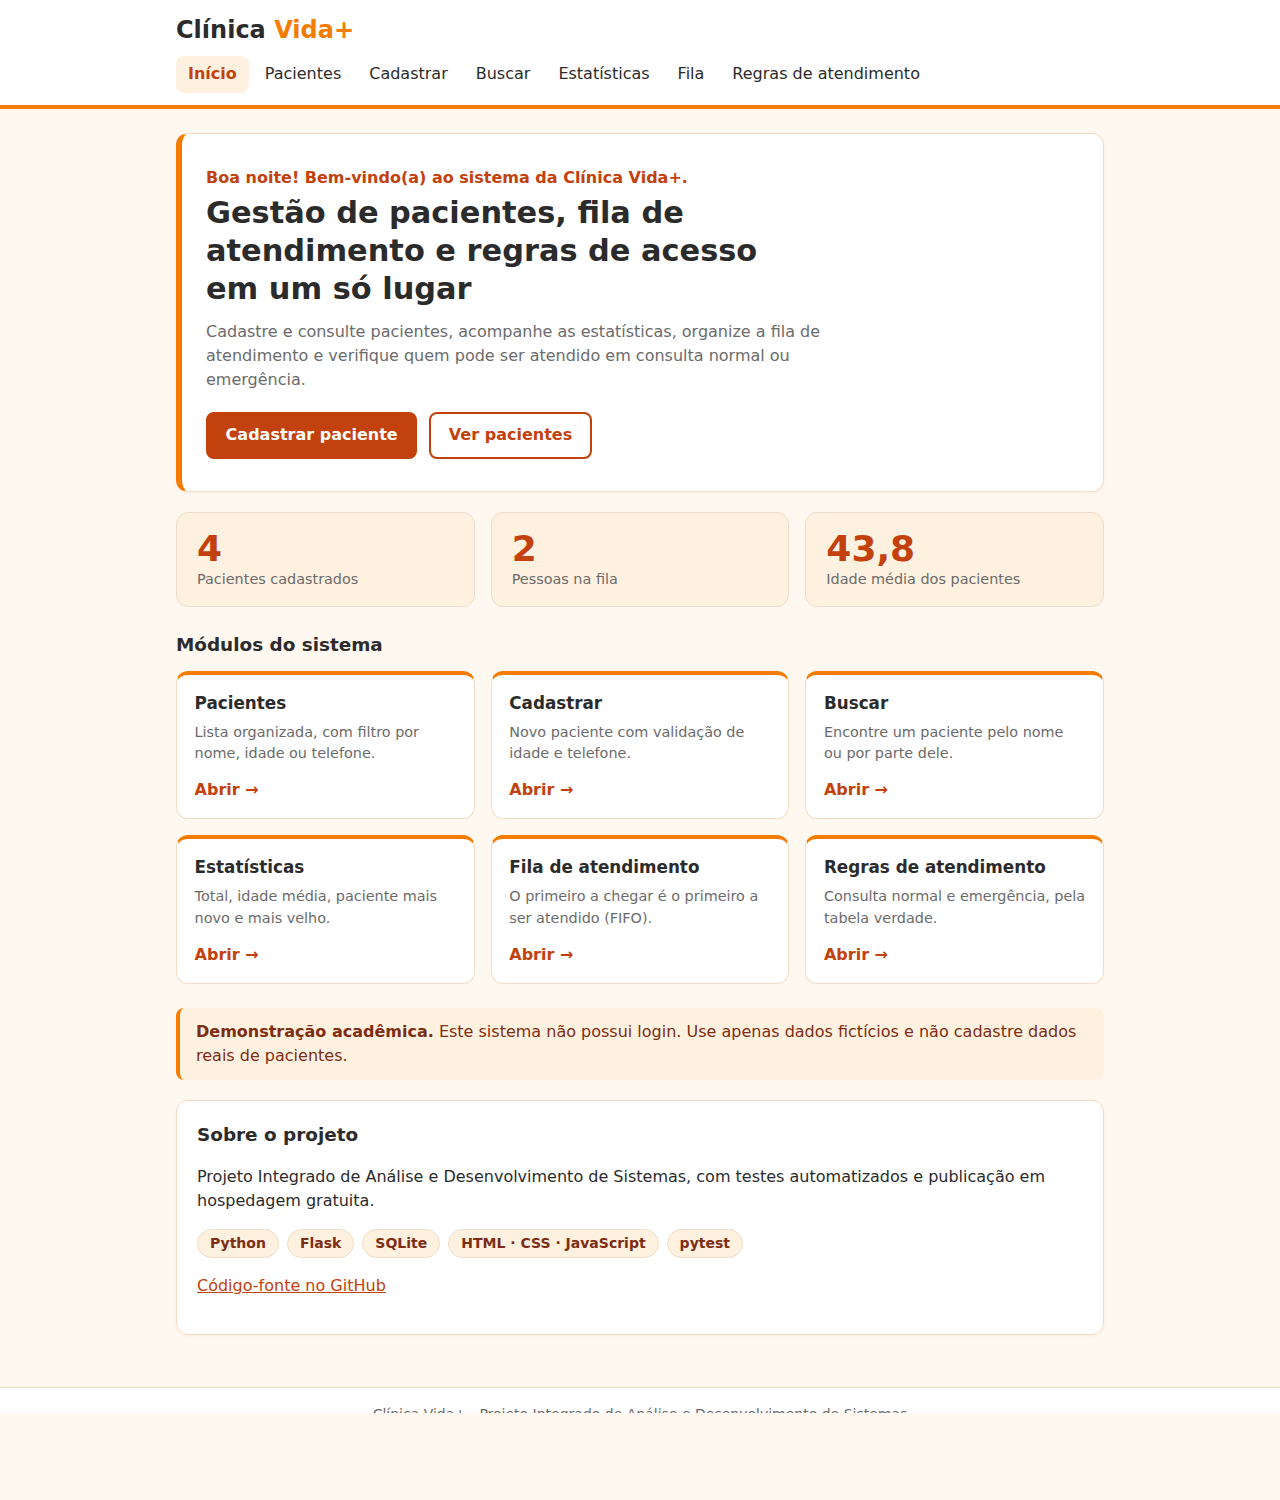 Clínica Vida+
Início Pacientes Cadastrar Buscar Estatísticas Fila Regras de atendimento
Boa noite! Bem-vindo(a) ao sistema da Clínica Vida+.
Gestão de pacientes, fila de
atendimento e regras de acesso
em um só lugar
Cadastre e consulte pacientes, acompanhe as estatísticas, organize a fila de
atendimento e verifique quem pode ser atendido em consulta normal ou
emergência.
Cadastrar paciente Ver pacientes
4
Pacientes cadastrados
2
Pessoas na fila
43,8
Idade média dos pacientes
Módulos do sistema
Pacientes
Lista organizada, com filtro por
nome, idade ou telefone.
Abrir →
Cadastrar
Novo paciente com validação de
idade e telefone.
Abrir →
Buscar
Encontre um paciente pelo nome
ou por parte dele.
Abrir →
Estatísticas
Total, idade média, paciente mais
novo e mais velho.
Abrir →
Fila de atendimento
O primeiro a chegar é o primeiro a
ser atendido (FIFO).
Abrir →
Regras de atendimento
Consulta normal e emergência, pela
tabela verdade.
Abrir →
Demonstração acadêmica. Este sistema não possui login. Use apenas dados fictícios e não cadastre dados
reais de pacientes.
Sobre o projeto
Projeto Integrado de Análise e Desenvolvimento de Sistemas, com testes automatizados e publicação em
hospedagem gratuita.
Python Flask SQLite HTML · CSS · JavaScript pytest
Código-fonte no GitHub
Clínica Vida+ Projeto Integrado de Análise e Desenvolvimento de Sistemas